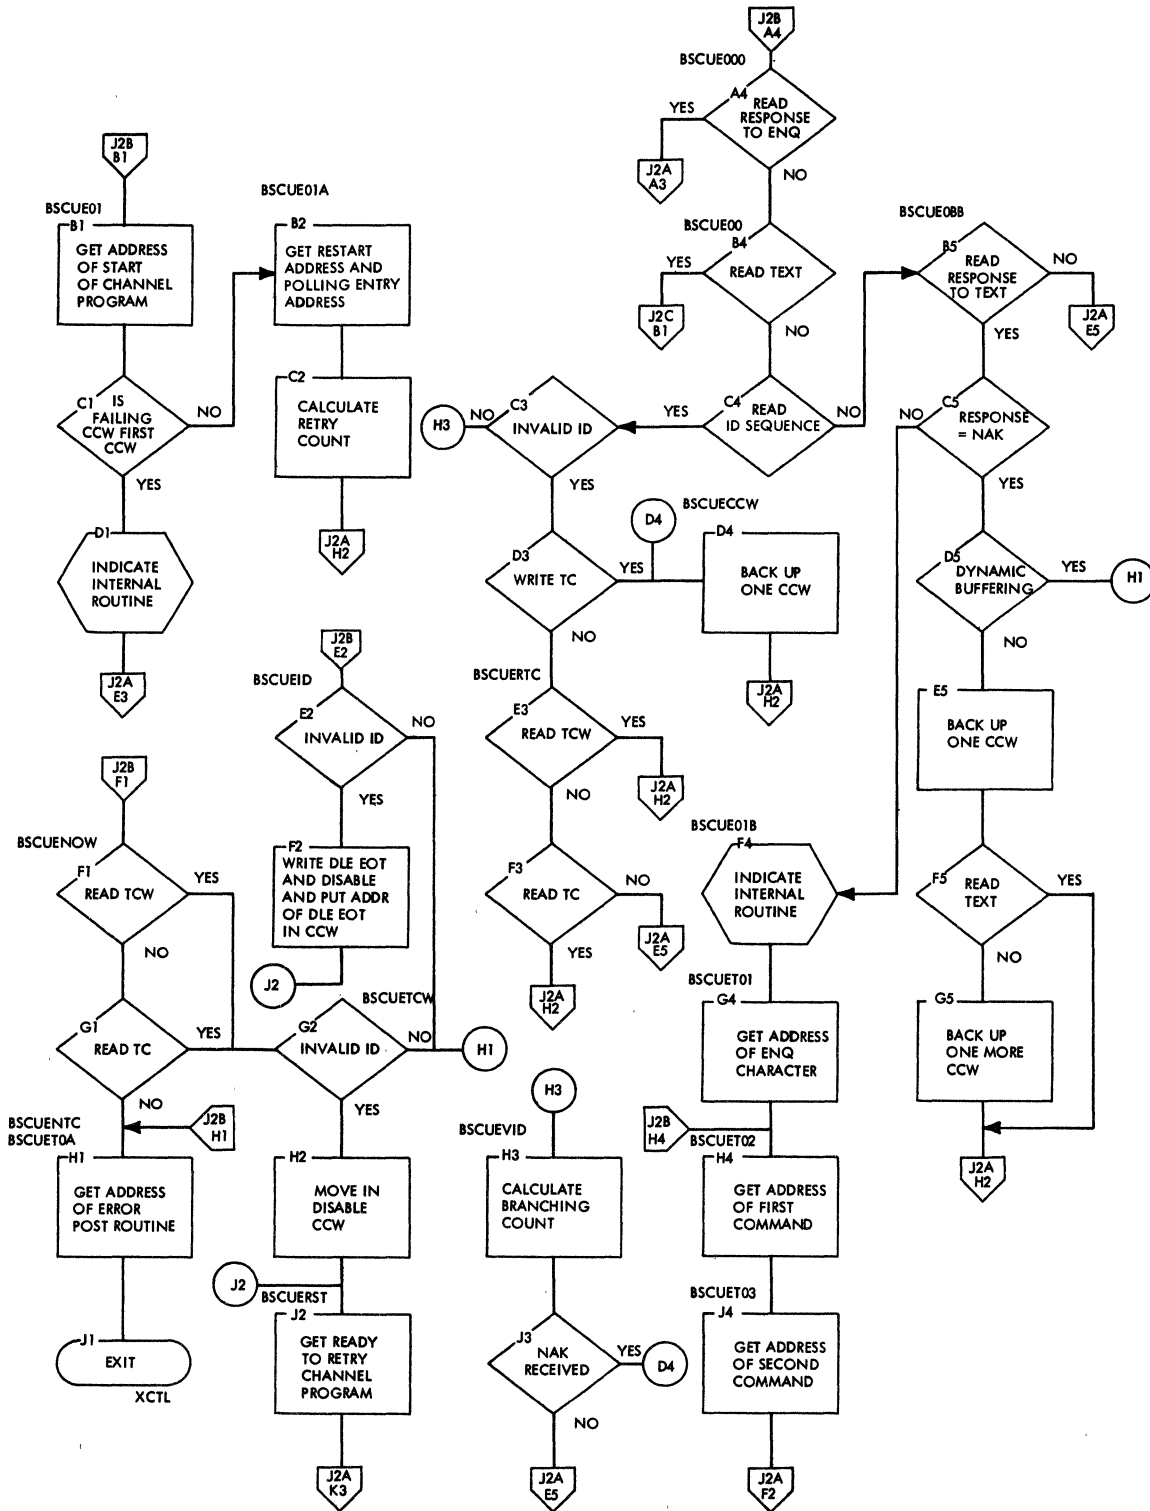 J2B
A4
BSCUE000
A4
READ
RESPONSE
TO ENQ
YES
NO
J2A
A3
J2B
B1
BSCUE01
B1
GET ADDRESS
OF START
OF CHANNEL
PROGRAM
BSCUE01A
B2
GET RESTART
ADDRESS AND
POLLING ENTRY
ADDRESS
BSCUE00
B4
READ TEXT
YES
NO
J2C
B1
BSCUE0BB
B5
READ
RESPONSE
TO TEXT
NO
YES
J2A
E5
C1
IS
FAILING
CCW FIRST
CCW
NO
YES
C2
CALCULATE
RETRY
COUNT
J2A
H2
H3
NO
C3
INVALID ID
YES
YES
C4
READ
ID SEQUENCE
NO
NO
C5
RESPONSE
= NAK
YES
D1
INDICATE
INTERNAL
ROUTINE
J2A
E3
D3
WRITE TC
YES
NO
D4
BSCUECCW
D4
BACK UP
ONE CCW
J2A
H2
D5
DYNAMIC
BUFFERING
YES
H1
NO
J2B
E2
BSCUEID
E2
INVALID ID
NO
YES
BSCUERTC
E3
READ TCW
YES
NO
J2A
H2
E5
BACK UP
ONE CCW
J2B
F1
BSCUENOW
F1
READ TCW
YES
NO
F2
WRITE DLE EOT
AND DISABLE
AND PUT ADDR
OF DLE EOT
IN CCW
J2
F3
READ TC
NO
YES
J2A
E5
J2A
H2
BSCUE01B
F4
INDICATE
INTERNAL
ROUTINE
F5
READ
TEXT
YES
NO
G1
READ TC
YES
NO
BSCUETCW
G2
INVALID ID
NO
H1
YES
BSCUET01
G4
GET ADDRESS
OF ENQ
CHARACTER
G5
BACK UP
ONE MORE
CCW
J2A
H2
BSCUENTC
BSCUET0A
J2B
H1
H1
GET ADDRESS
OF ERROR
POST ROUTINE
H2
MOVE IN
DISABLE
CCW
H3
BSCUEVID
H3
CALCULATE
BRANCHING
COUNT
J2B
H4
BSCUET02
H4
GET ADDRESS
OF FIRST
COMMAND
J1
EXIT
XCTL
J2
BSCUERST
J2
GET READY
TO RETRY
CHANNEL
PROGRAM
J2A
K3
J3
NAK
RECEIVED
YES
D4
NO
J2A
E5
BSCUET03
J4
GET ADDRESS
OF SECOND
COMMAND
J2A
F2